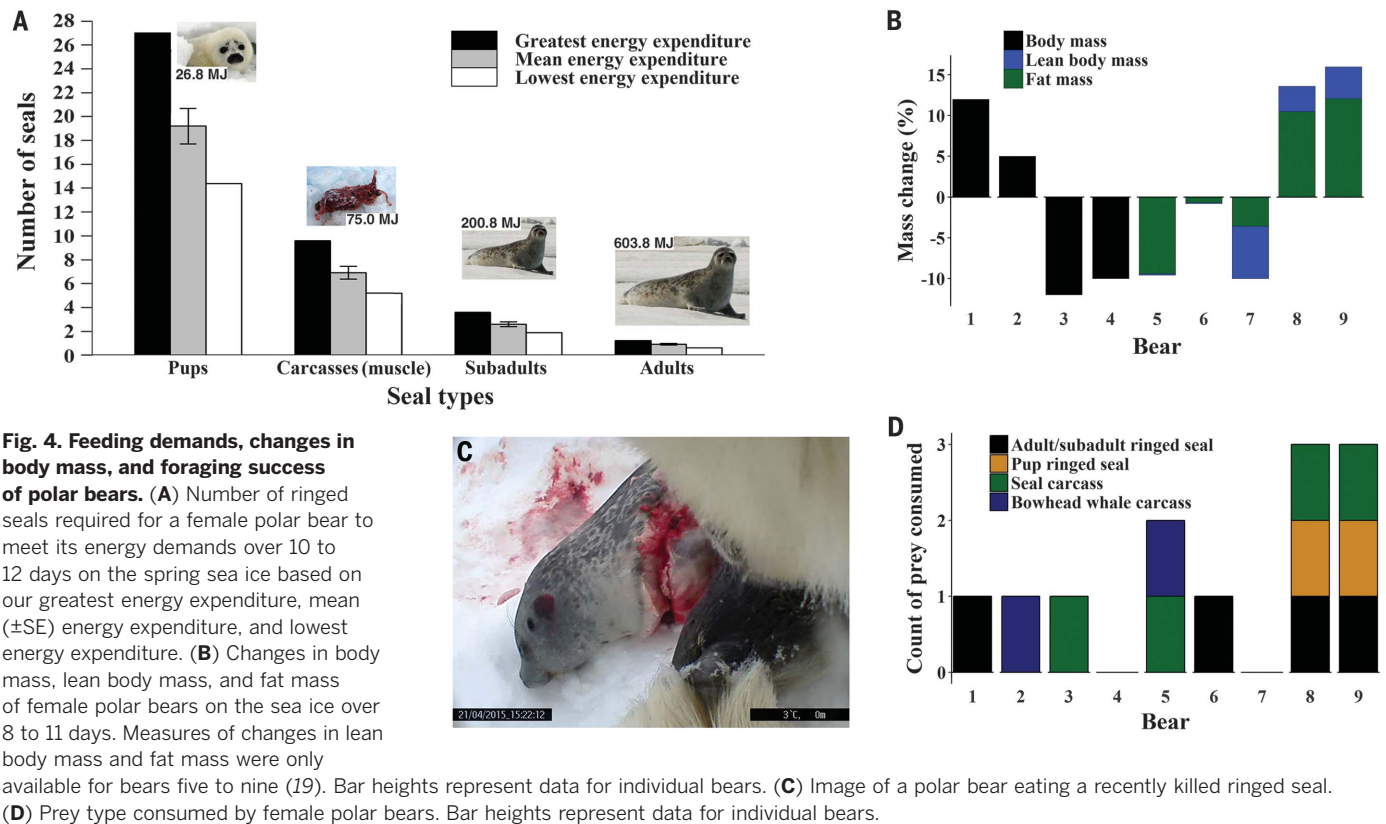 A
28
26
24
22
20
18
16
14
12
10
8
6
4
2
0
Number of seals
26.8 MJ
75.0 MJ
200.8 MJ
603.8 MJ
Greatest energy expenditure
Mean energy expenditure
Lowest energy expenditure
Pups Carcasses (muscle) Subadults Adults
Seal types
B
Body mass
Lean body mass
Fat mass
15
10
5
0
-5
-10
Mass change (%)
1 2 3 4 5 6 7 8 9
Bear
Fig. 4. Feeding demands, changes in
body mass, and foraging success
of polar bears. (A) Number of ringed
seals required for a female polar bear to
meet its energy demands over 10 to
12 days on the spring sea ice based on
our greatest energy expenditure, mean
(±SE) energy expenditure, and lowest
energy expenditure. (B) Changes in body
mass, lean body mass, and fat mass
of female polar bears on the sea ice over
8 to 11 days. Measures of changes in lean
body mass and fat mass were only
available for bears five to nine (19). Bar heights represent data for individual bears. (C) Image of a polar bear eating a recently killed ringed seal.
(D) Prey type consumed by female polar bears. Bar heights represent data for individual bears.
C
21/04/2015_15:22:12 3°C, 0m
D
Adult/subadult ringed seal
Pup ringed seal
Seal carcass
Bowhead whale carcass
3
2
1
0
Count of prey consumed
1 2 3 4 5 6 7 8 9
Bear